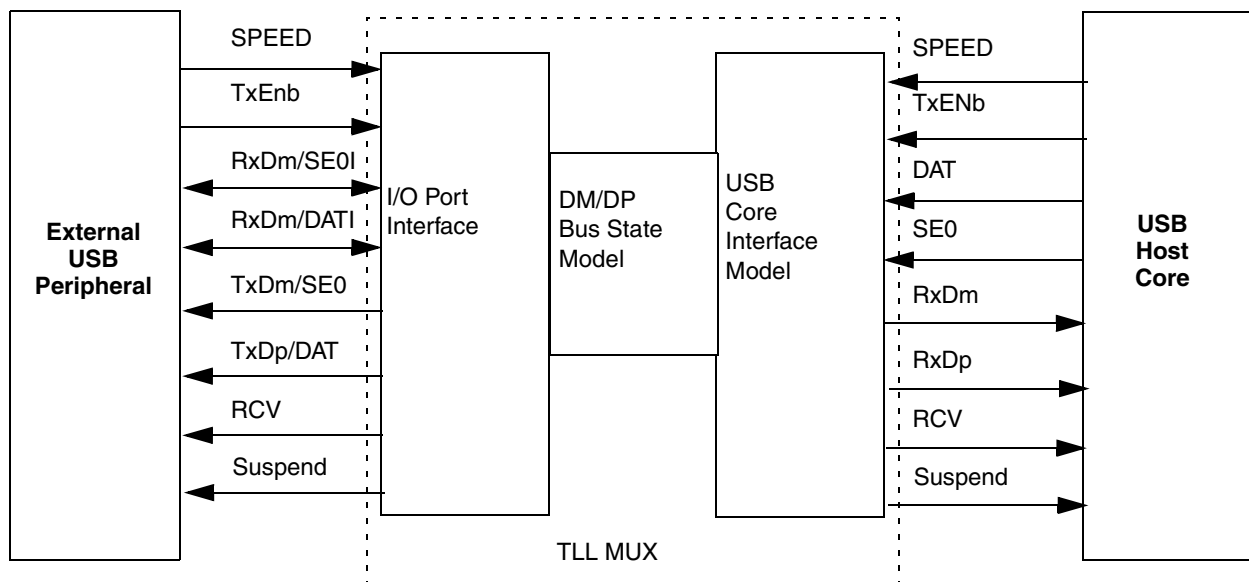 External
USB
Peripheral
SPEED
TxEnb
RxDm/SE0I
RxDm/DATI
TxDm/SE0
TxDp/DAT
RCV
Suspend
I/O Port
Interface
DM/DP
Bus State
Model
USB
Core
Interface
Model
TLL MUX
SPEED
TxENb
DAT
SE0
RxDm
RxDp
RCV
Suspend
USB
Host
Core